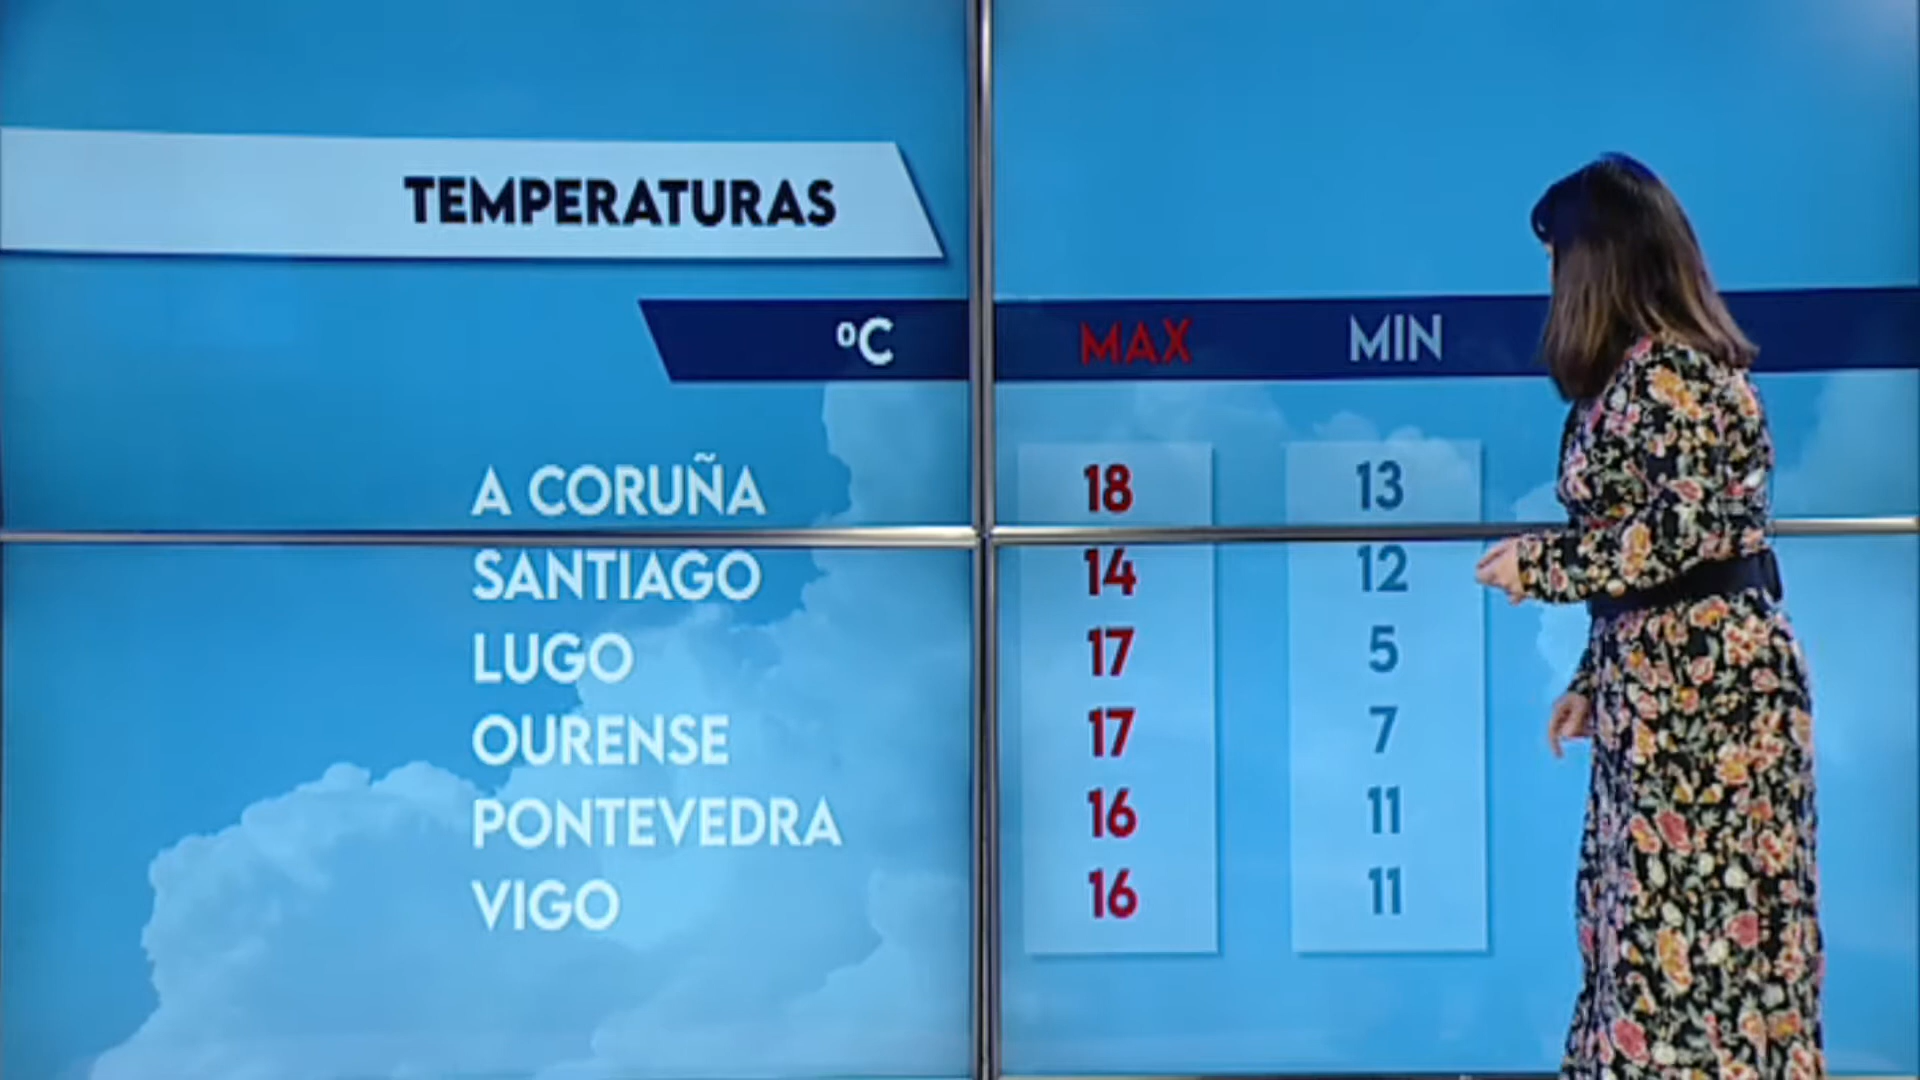 TEMPERATURAS
ºC MAX MIN
A CORUÑA 18 13
SANTIAGO 14 12
LUGO 17 5
OURENSE 17 7
PONTEVEDRA 16 11
VIGO 16 11